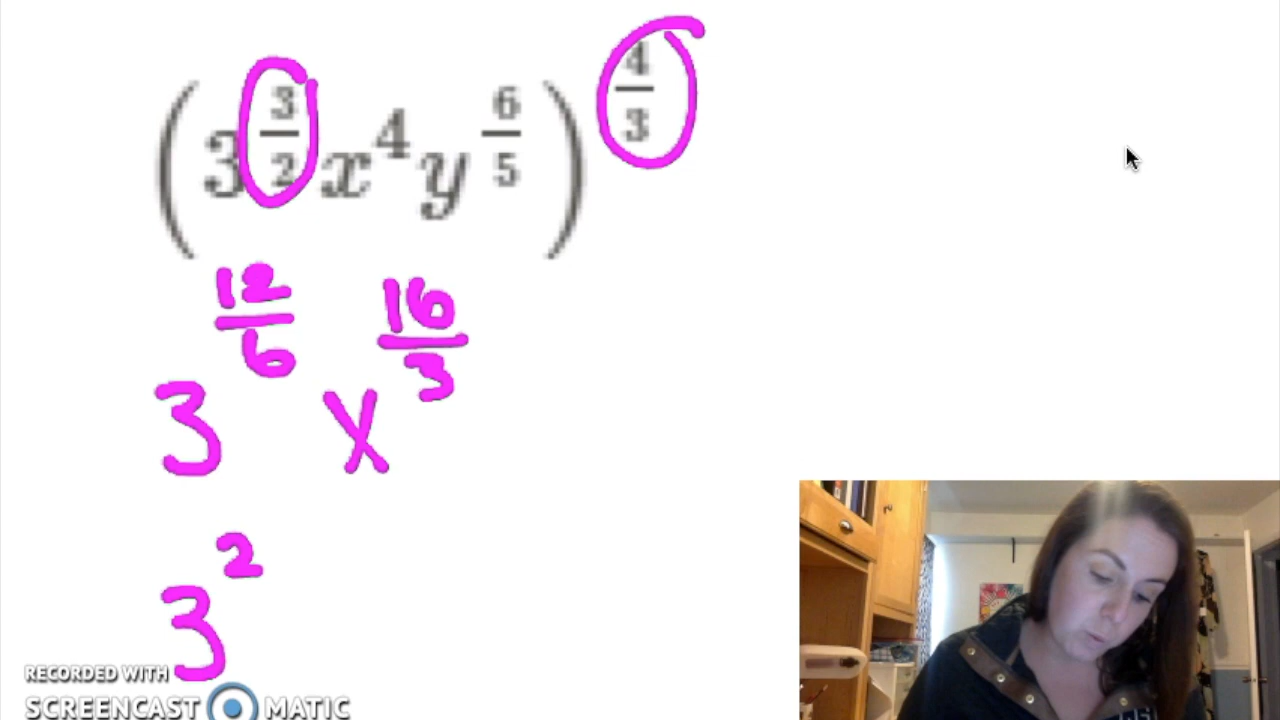 (3^{3/2} x^4 y^{6/5})^{4/3}
3^{12/6} x^{16/3}
3^2
RECORDED WITH
SCREENCAST MATIC